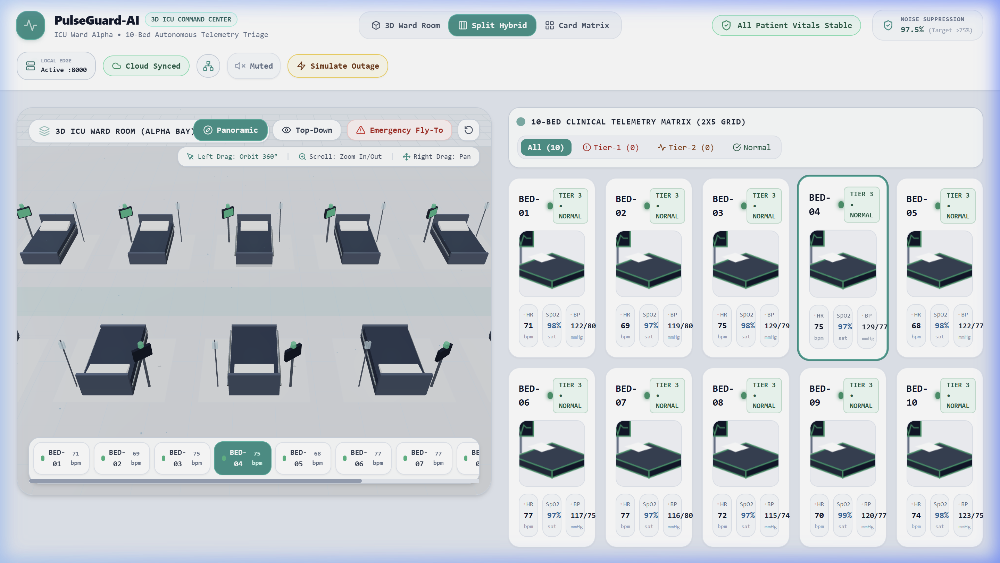 PulseGuard-AI
3D ICU COMMAND CENTER
ICU Ward Alpha • 10-Bed Autonomous Telemetry Triage
3D Ward Room
Split Hybrid
Card Matrix
All Patient Vitals Stable
NOISE SUPPRESSION
97.5% (Target >75%)
LOCAL EDGE
Active :8000
Cloud Synced
Muted
Simulate Outage
3D ICU WARD ROOM (ALPHA BAY)
Panoramic
Top-Down
Emergency Fly-To
Left Drag: Orbit 360°
Scroll: Zoom In/Out
Right Drag: Pan
BED-01 71 bpm
BED-02 69 bpm
BED-03 75 bpm
BED-04 75 bpm
BED-05 68 bpm
BED-06 77 bpm
BED-07 77 bpm
10-BED CLINICAL TELEMETRY MATRIX (2X5 GRID)
All (10)
Tier-1 (0)
Tier-2 (0)
Normal
BED-01
TIER 3 • NORMAL
HR 71 bpm
SpO2 98% sat
BP 122/80 mmHg
BED-02
TIER 3 • NORMAL
HR 69 bpm
SpO2 97% sat
BP 119/80 mmHg
BED-03
TIER 3 • NORMAL
HR 75 bpm
SpO2 98% sat
BP 129/79 mmHg
BED-04
TIER 3 • NORMAL
HR 75 bpm
SpO2 97% sat
BP 129/77 mmHg
BED-05
TIER 3 • NORMAL
HR 68 bpm
SpO2 98% sat
BP 122/77 mmHg
BED-06
TIER 3 • NORMAL
HR 77 bpm
SpO2 97% sat
BP 117/75 mmHg
BED-07
TIER 3 • NORMAL
HR 77 bpm
SpO2 97% sat
BP 116/80 mmHg
BED-08
TIER 3 • NORMAL
HR 72 bpm
SpO2 97% sat
BP 115/74 mmHg
BED-09
TIER 3 • NORMAL
HR 70 bpm
SpO2 99% sat
BP 120/77 mmHg
BED-10
TIER 3 • NORMAL
HR 74 bpm
SpO2 98% sat
BP 123/75 mmHg